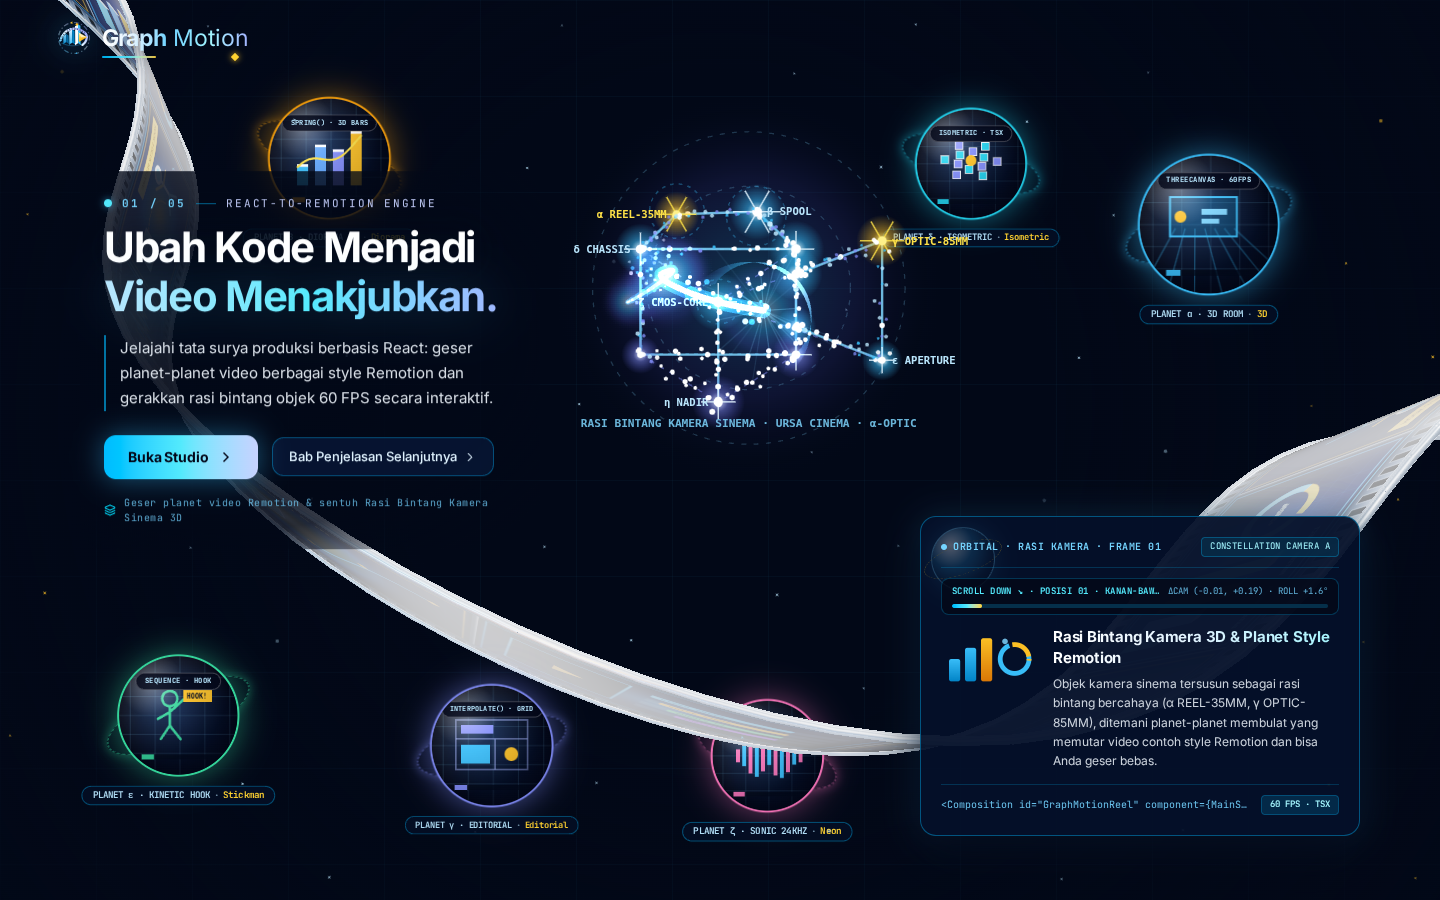 Graph Motion
SPRING() · 3D BARS
ISOMETRIC · TSX
THREECANVAS · 60FPS
01 / 05
REACT-TO-REMOTION ENGINE
Ubah Kode Menjadi
Video Menakjubkan.
Jelajahi tata surya produksi berbasis React: geser
planet-planet video berbagai style Remotion dan
gerakkan rasi bintang objek 60 FPS secara interaktif.
Buka Studio
Bab Penjelasan Selanjutnya
Geser planet video Remotion & sentuh Rasi Bintang Kamera
Sinema 3D
α REEL-35MM
β SPOOL
δ CHASSIS
γ OPTIC-85MM
CMOS-CORE
ε APERTURE
η NADIR
RASI BINTANG KAMERA SINEMA · URSA CINEMA · α-OPTIC
ISOMETRIC · Isometric
PLANET α · 3D ROOM · 3D
ORBITAL · RASI KAMERA · FRAME 01
CONSTELLATION CAMERA A
SCROLL DOWN ↘ · POSISI 01 · KANAN-BAW…
ΔCAM (-0.01, +0.19) · ROLL +1.6°
Rasi Bintang Kamera 3D & Planet Style
Remotion
Objek kamera sinema tersusun sebagai rasi
bintang bercahaya (α REEL-35MM, γ OPTIC-
85MM), ditemani planet-planet membulat yang
memutar video contoh style Remotion dan bisa
Anda geser bebas.
<Composition id="GraphMotionReel" component={MainS…
60 FPS · TSX
SEQUENCE · HOOK
HOOK!
PLANET ε · KINETIC HOOK · Stickman
INTERPOLATE() · GRID
PLANET γ · EDITORIAL · Editorial
PLANET ζ · SONIC 24KHZ · Neon